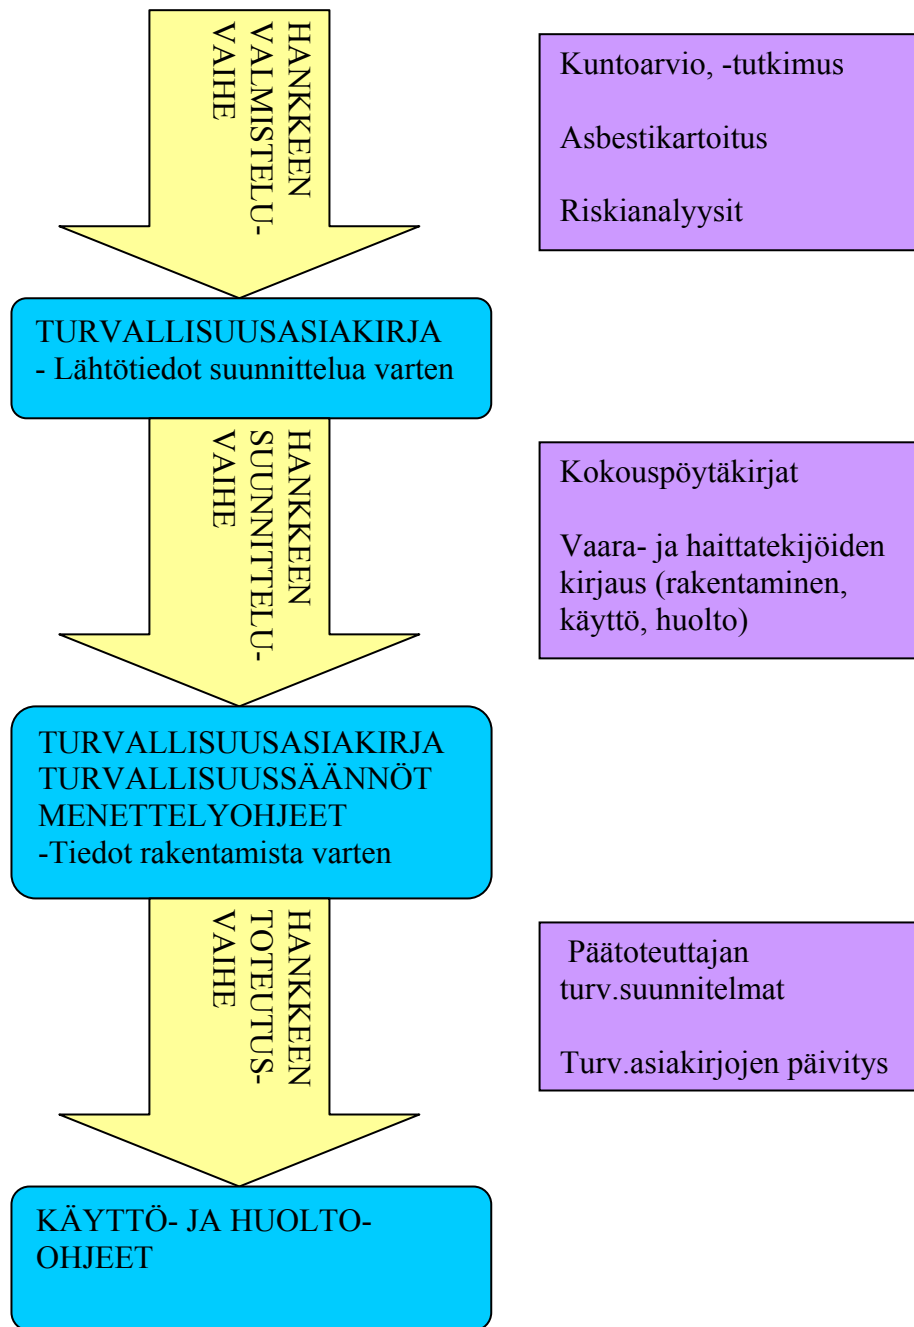 HANKKEEN
VALMISTELU-
VAIHE
Kuntoarvio, -tutkimus
Asbestikartoitus
Riskianalyysit
TURVALLISUUSASIAKIRJA
- Lähtötiedot suunnittelua varten
HANKKEEN
SUUNNITTELU-
VAIHE
Kokouspöytäkirjat
Vaara- ja haittatekijöiden
kirjaus (rakentaminen,
käyttö, huolto)
TURVALLISUUSASIAKIRJA
TURVALLISUUSSÄÄNNÖT
MENETTELYOHJEET
-Tiedot rakentamista varten
HANKKEEN
TOTEUTUS-
VAIHE
Päätoteuttajan
turv.suunnitelmat
Turv.asiakirjojen päivitys
KÄYTTÖ- JA HUOLTO-
OHJEET